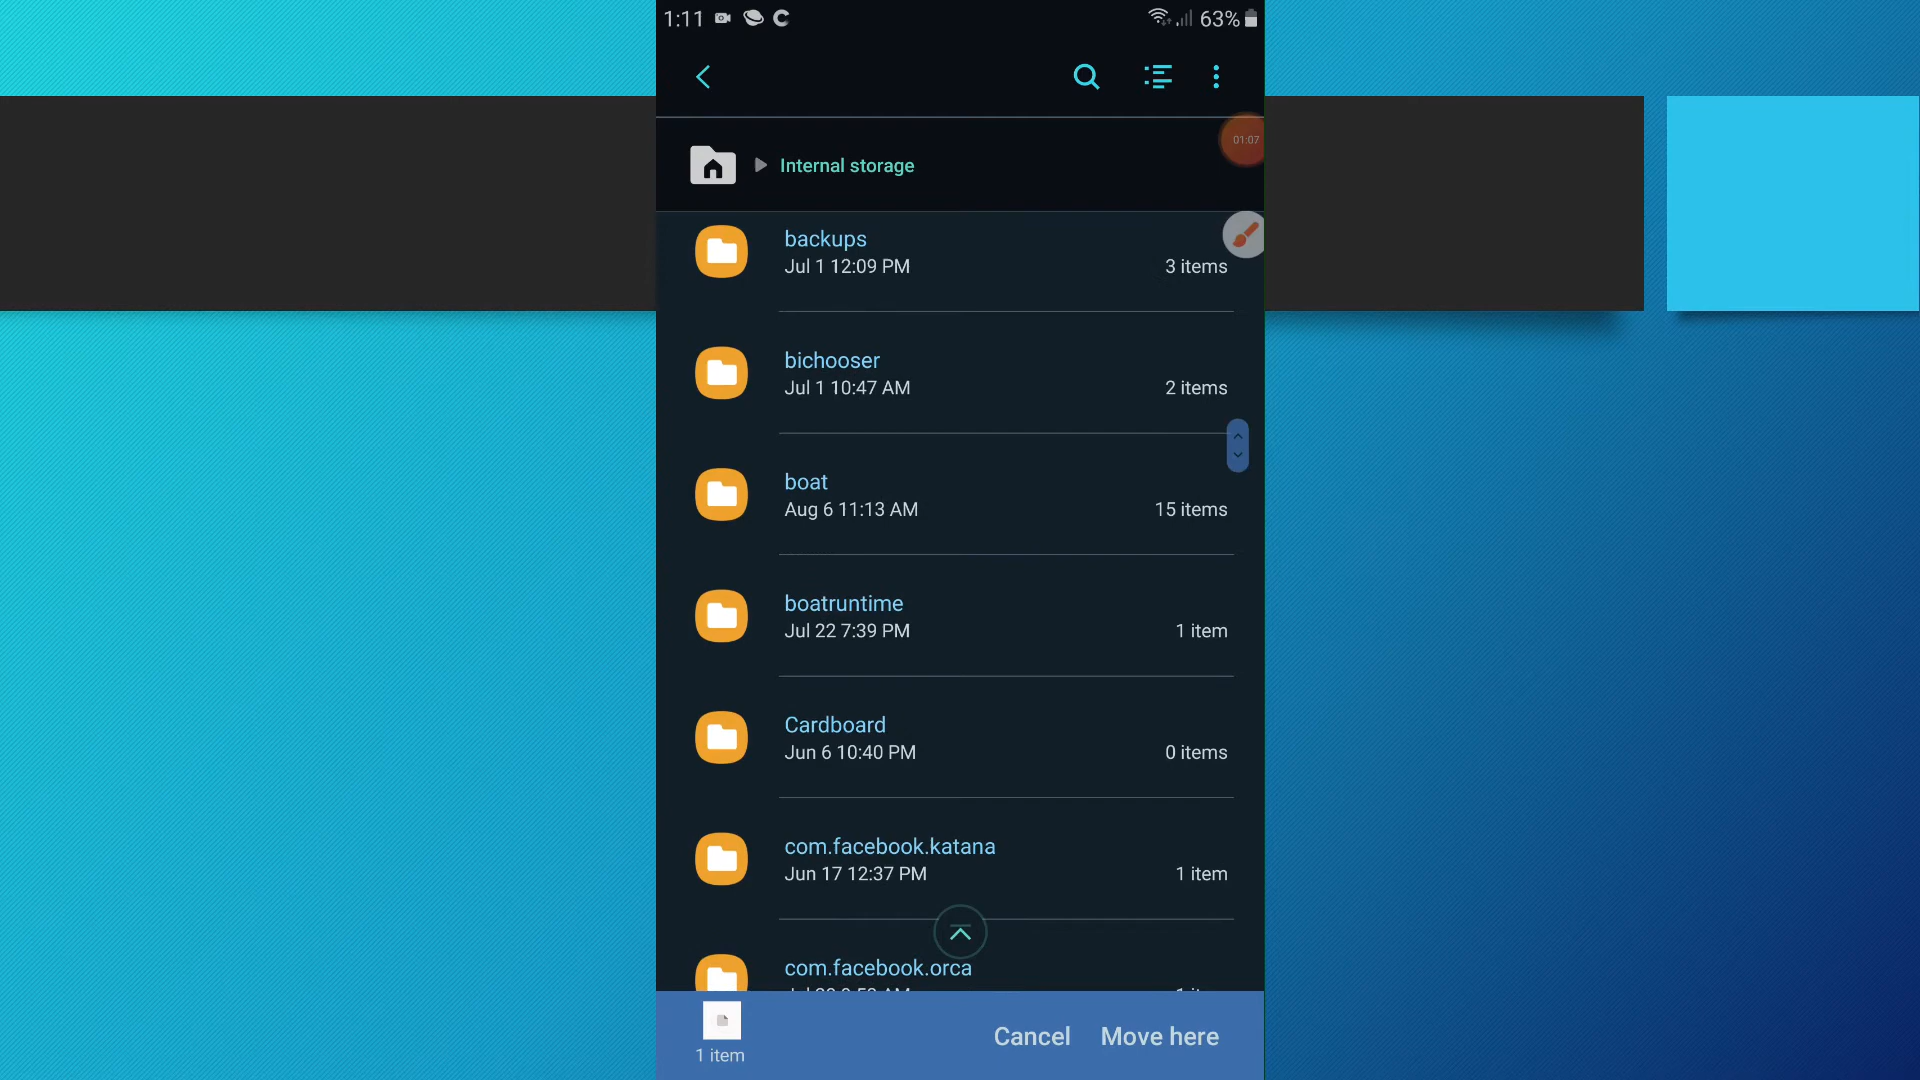 1:11
63%
01:07
Internal storage
backups
Jul 1 12:09 PM
3 items
bichooser
Jul 1 10:47 AM
2 items
boat
Aug 6 11:13 AM
15 items
boatruntime
Jul 22 7:39 PM
1 item
Cardboard
Jun 6 10:40 PM
0 items
com.facebook.katana
Jun 17 12:37 PM
1 item
com.facebook.orca
1 item
Cancel
Move here